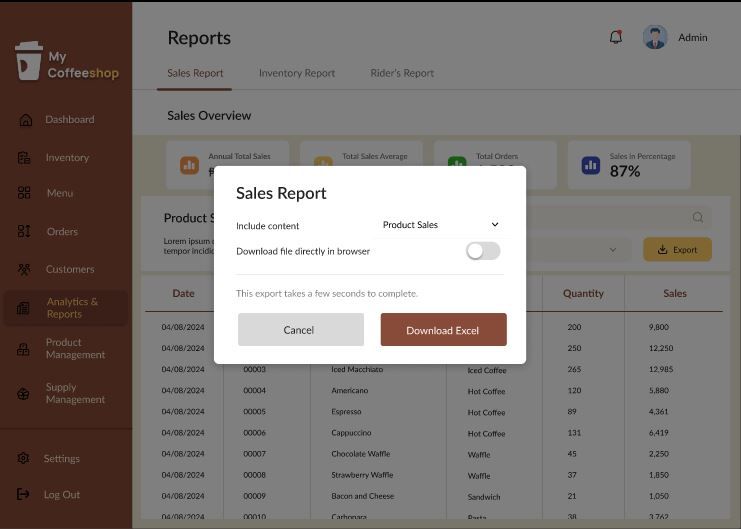 My
Coffeeshop
Dashboard
Inventory
Menu
Orders
Customers
Analytics &
Reports
Product
Management
Supply
Management
Settings
Log Out
Reports
Admin
Sales Report
Inventory Report
Rider's Report
Sales Overview
Annual Total Sales
Total Sales Average
Total Orders
Sales in Percentage
87%
Product S
Lorem ipsum
tempor incidi
Export
Sales Report
Include content
Product Sales
Download file directly in browser
This export takes a few seconds to complete.
Cancel
Download Excel
Date Quantity Sales
04/08/2024 200 9,800
04/08/2024 250 12,250
04/08/2024 00003 Iced Macchiato Iced Coffee 265 12,985
04/08/2024 00004 Americano Hot Coffee 120 5,880
04/08/2024 00005 Espresso Hot Coffee 89 4,361
04/08/2024 00006 Cappuccino Hot Coffee 131 6,419
04/08/2024 00007 Chocolate Waffle Waffle 45 2,250
04/08/2024 00008 Strawberry Waffle Waffle 37 1,850
04/08/2024 00009 Bacon and Cheese Sandwich 21 1,050
04/08/2024 00010 Carbonara Pasta 38 3,762